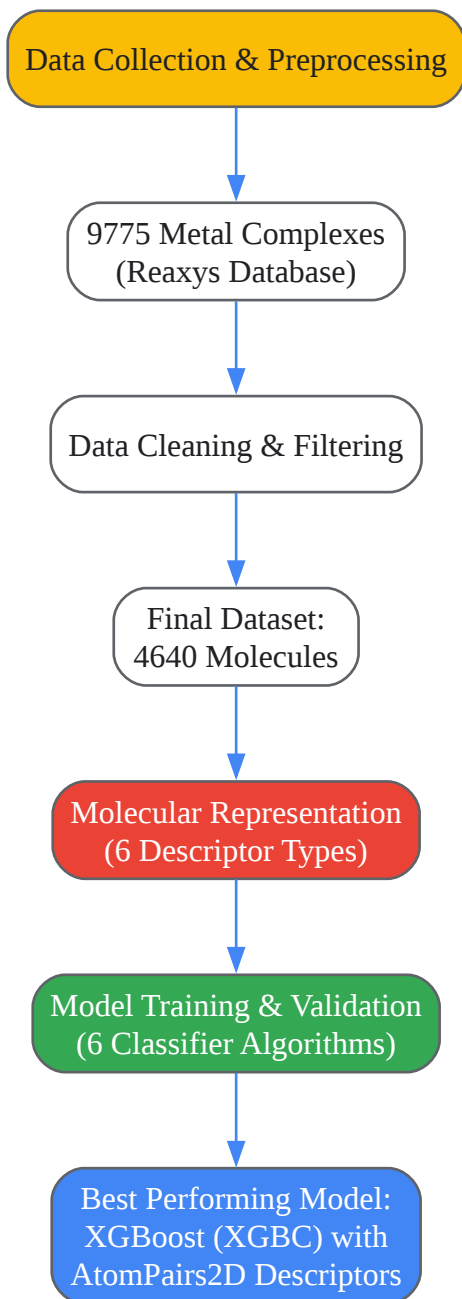 Data Collection & Preprocessing
9775 Metal Complexes
(Reaxys Database)
Data Cleaning & Filtering
Final Dataset:
4640 Molecules
Molecular Representation
(6 Descriptor Types)
Model Training & Validation
(6 Classifier Algorithms)
Best Performing Model:
XGBoost (XGBC) with
AtomPairs2D Descriptors